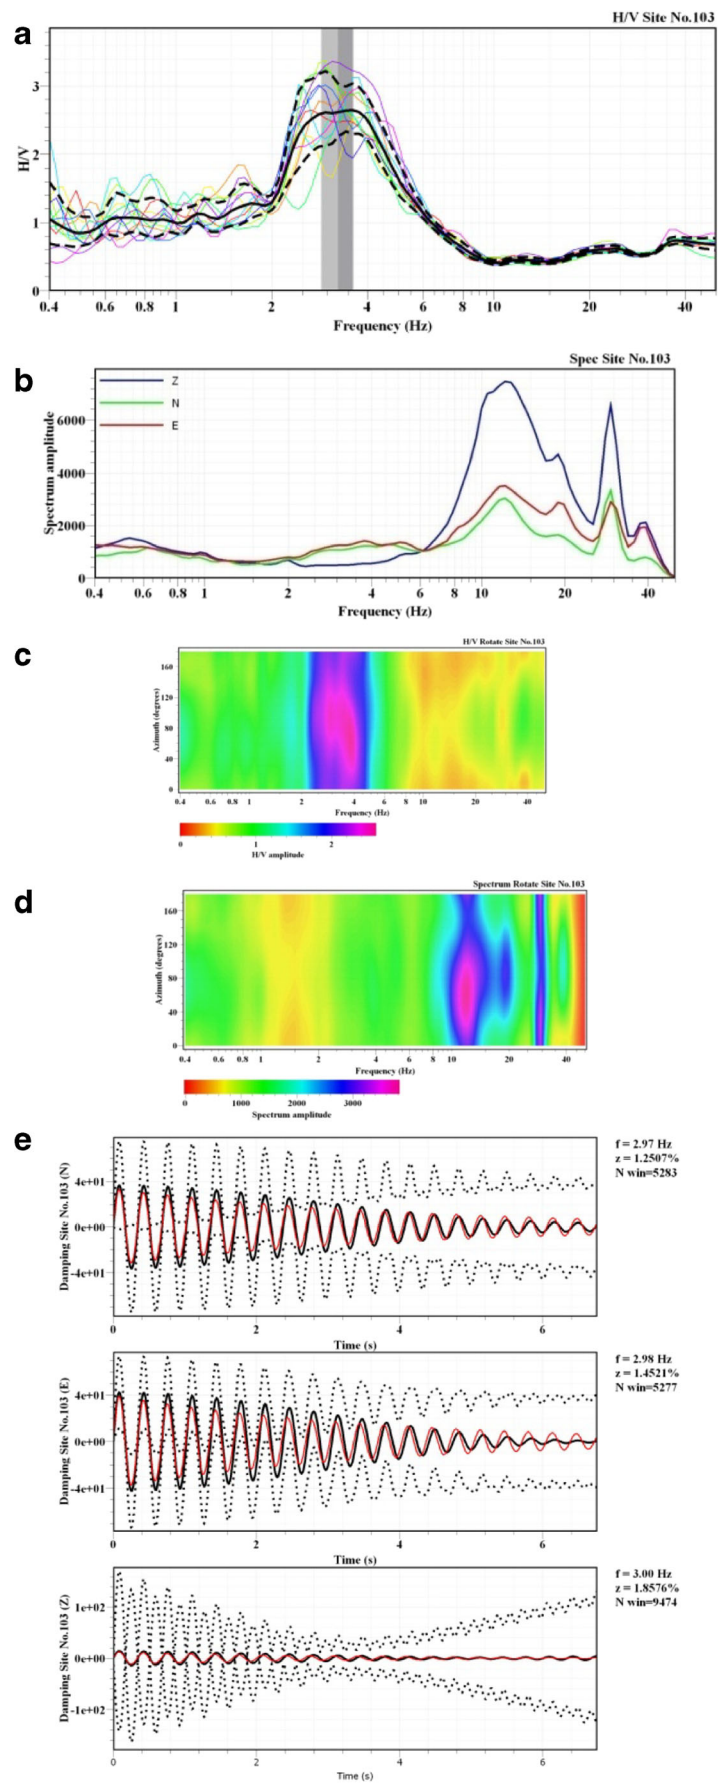 a
H/V Site No.103
H/V
3
2
1
0
0.4 0.6 0.8 1 2 4 6 8 10 20 40
Frequency (Hz)
b
Spec Site No.103
Z
N
E
Spectrum amplitude
6000
4000
2000
0
0.4 0.6 0.8 1 2 4 6 8 10 20 40
Frequency (Hz)
c
H/V Rotate Site No.103
Azimuth (degrees)
160
120
80
40
0
0.4 0.6 0.8 1 2 4 6 8 10 20 40
Frequency (Hz)
0 1 2
H/V amplitude
d
Spectrum Rotate Site No.103
Azimuth (degrees)
160
120
80
40
0
0.4 0.6 0.8 1 2 4 6 8 10 20 40
Frequency (Hz)
0 1000 2000 3000
Spectrum amplitude
e
Damping Site No.103 (N)
4e+01
0e+00
-4e+01
f = 2.97 Hz
z = 1.2507%
N win=5283
0 2 4 6
Time (s)
Damping Site No.103 (E)
4e+01
0e+00
-4e+01
f = 2.98 Hz
z = 1.4521%
N win=5277
0 2 4 6
Time (s)
Damping Site No.103 (Z)
1e+02
0e+00
-1e+02
f = 3.00 Hz
z = 1.8576%
N win=9474
0 2 4 6
Time (s)